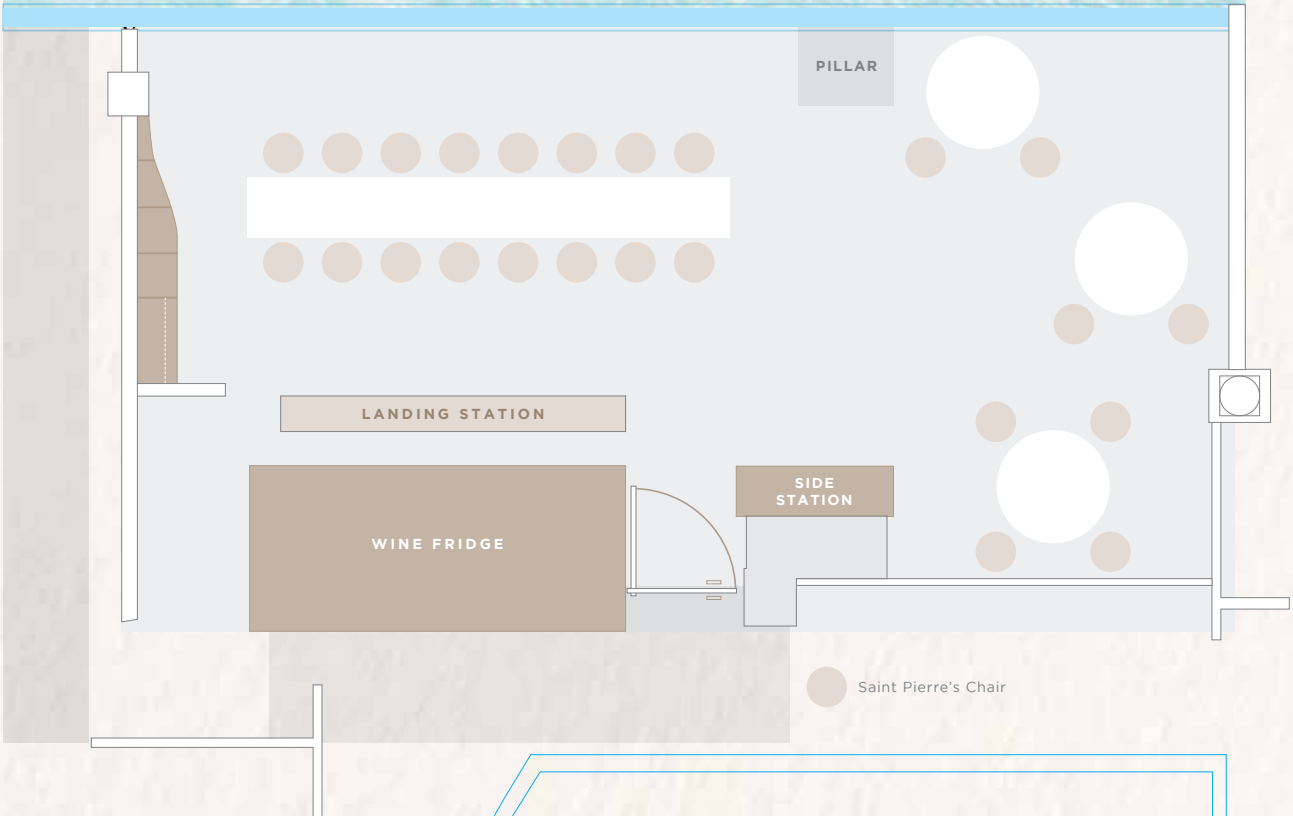 PILLAR
LANDING STATION
SIDE
STATION
WINE FRIDGE
Saint Pierre's Chair